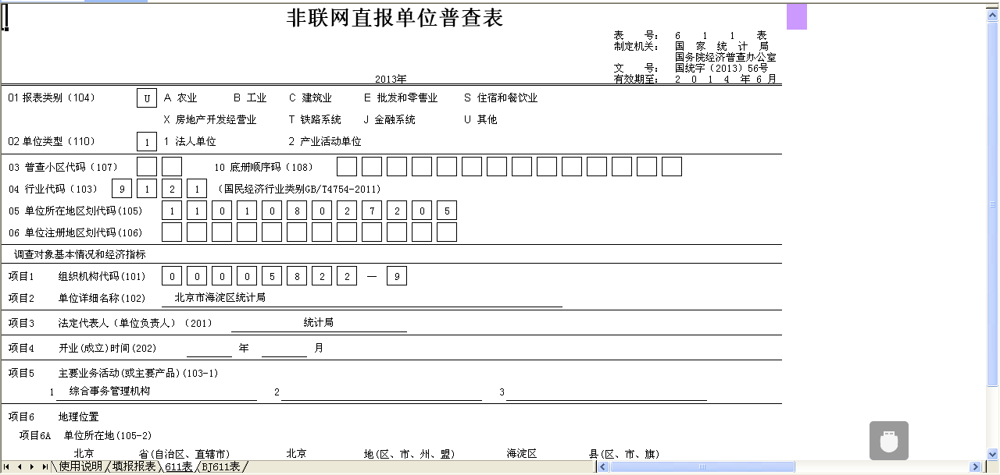 非联网直报单位普查表
表 号: 6 1 1 表
制定机关: 国 家 统 计 局
国务院经济普查办公室
文 号: 国统字（2013）56号
2013年 有效期至: 2 0 1 4 年 6 月
01 报表类别（104） U A 农业 B 工业 C 建筑业 E 批发和零售业 S 住宿和餐饮业
X 房地产开发经营业 T 铁路系统 J 金融系统 U 其他
02 单位类型（110） 1 1 法人单位 2 产业活动单位
03 普查小区代码（107） 10 底册顺序码（108）
04 行业代码（103） 9 1 2 1 （国民经济行业类别GB/T4754-2011)
05 单位所在地区划代码(105) 1 1 0 1 0 8 0 2 7 2 0 5
06 单位注册地区划代码(106)
调查对象基本情况和经济指标
项目1 组织机构代码(101) 0 0 0 0 5 8 2 2 — 9
项目2 单位详细名称(102) 北京市海淀区统计局
项目3 法定代表人（单位负责人）（201） 统计局
项目4 开业(成立)时间(202) 年 月
项目5 主要业务活动(或主要产品)(103-1)
1 综合事务管理机构 2 3
项目6 地理位置
项目6A 单位所在地(105-2)
北京 省(自治区、直辖市) 北京 地(区、市、州、盟) 海淀区 县(区、市、旗)
使用说明 填报报表 611表 BJ611表